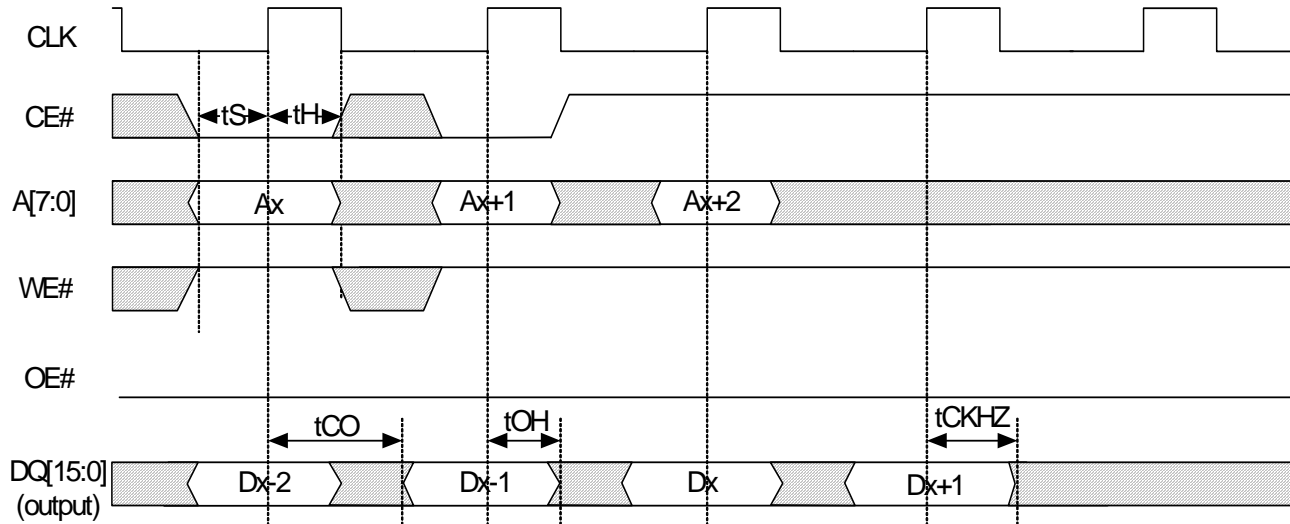 CLK
CE#
tS tH
A[7:0]
Ax Ax+1 Ax+2
WE#
OE#
tCO tOH tCKHZ
DQ[15:0]
(output)
Dx-2 Dx-1 Dx Dx+1